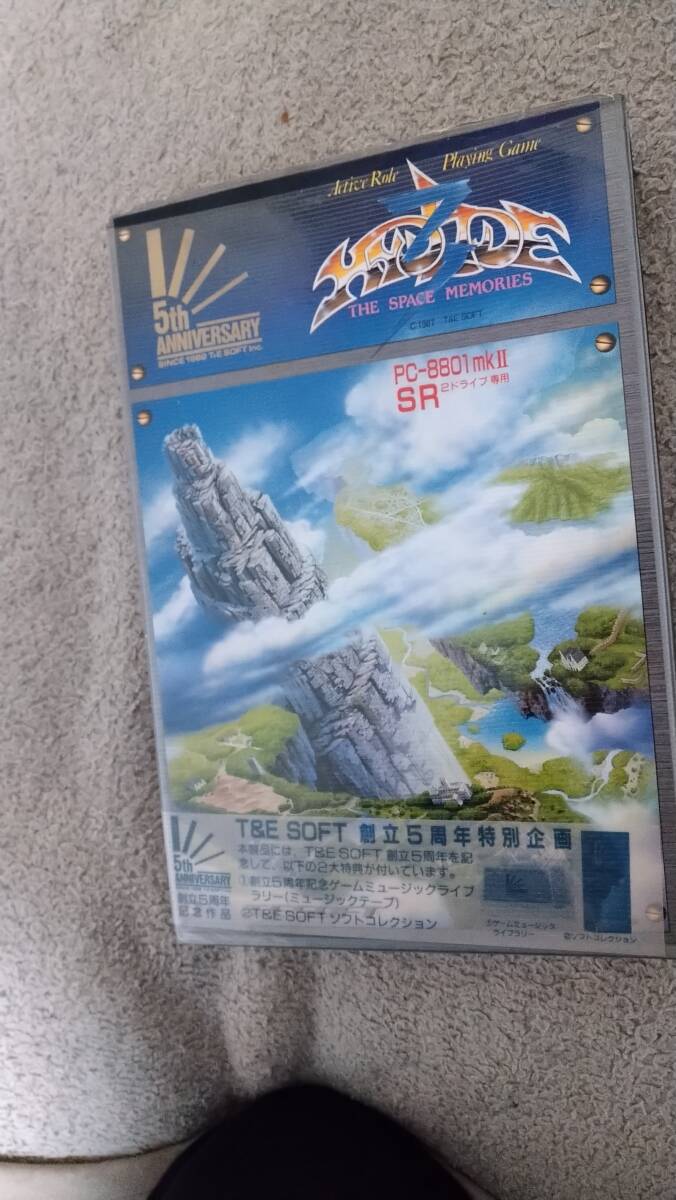 Active Role Playing Game
HYDLIDE 3
THE SPACE MEMORIES
C 1987 T&E SOFT
5th
ANNIVERSARY
SINCE 1982 T&E SOFT Inc.
PC-8801mkII
SR 2ドライブ専用
T&E SOFT 創立5周年特別企画
本製品には、T&E SOFT 創立5周年を記
念して、以下の2大特典が付いています。
①創立5周年記念ゲームミュージックライブ
ラリー(ミュージックテープ)
②T&E SOFTソフトコレクション
5th
ANNIVERSARY
創立5周年
記念作品
①ゲームミュージック
ライブラリー
②ソフトコレクション